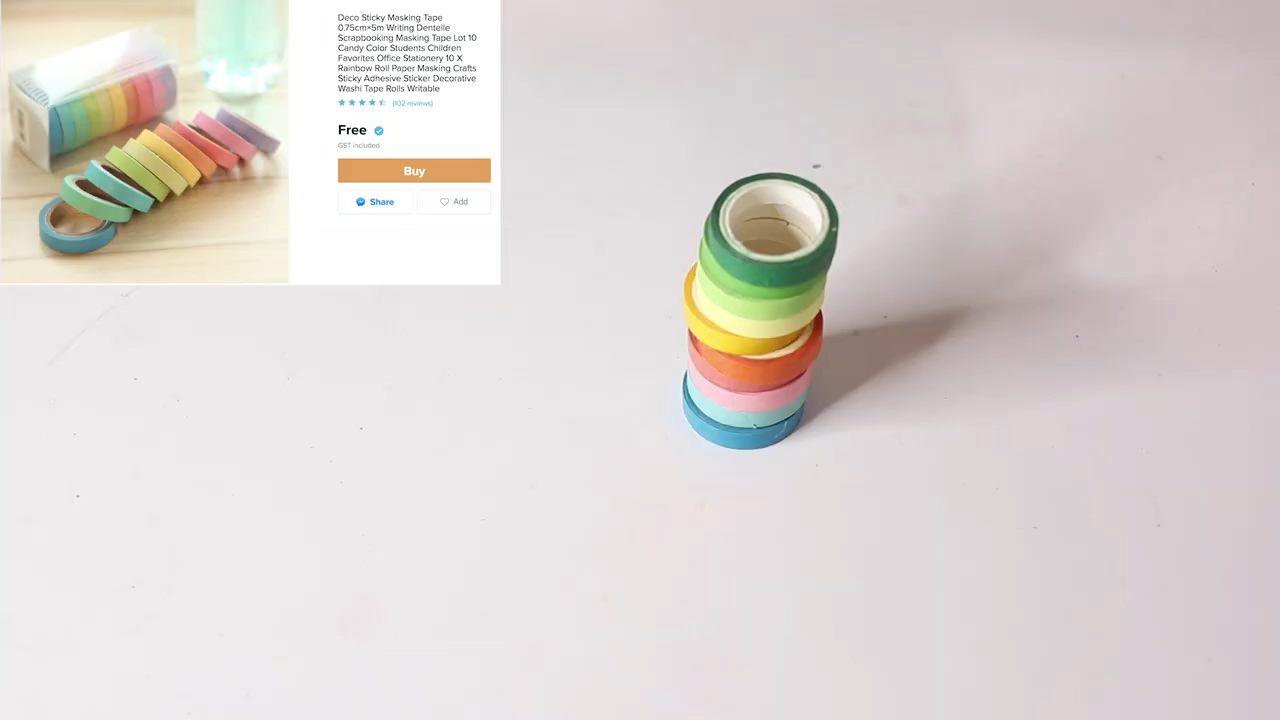 Deco Sticky Masking Tape
0.75cm×5m Writing Dentelle
Scrapbooking Masking Tape Lot 10
Candy Color Students Children
Favorites Office Stationery 10 X
Rainbow Roll Paper Masking Crafts
Sticky Adhesive Sticker Decorative
Washi Tape Rolls Writable
(102 reviews)
Free
GST included
Buy
Share
Add